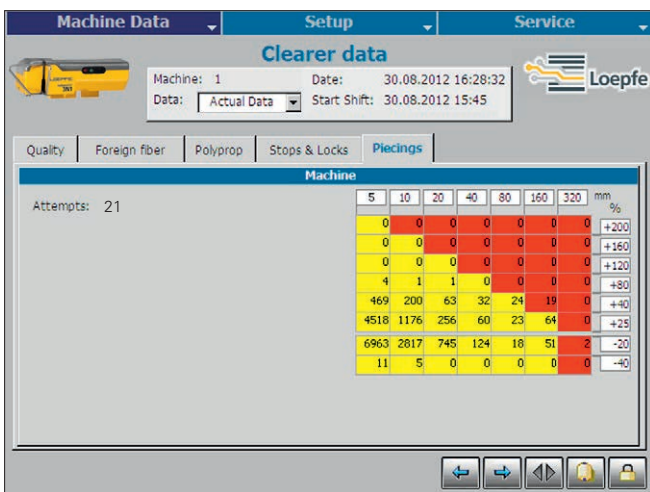 Machine Data Setup Service
Clearer data
LOEPFE
Machine: 1 Date: 30.08.2012 16:28:32
Loepfe
Data: Actual Data Start Shift: 30.08.2012 15:45
Quality Foreign fiber Polyprop Stops & Locks Piecings
Machine
Attempts: 21
5 10 20 40 80 160 320 mm
%
0 0 0 0 0 0 0 +200
0 0 0 0 0 0 0 +160
0 0 0 0 0 0 0 +120
4 1 1 0 0 0 0 +80
469 200 63 32 24 19 0 +40
4518 1176 256 60 23 64 0 +25
6963 2817 745 124 18 51 2 -20
11 5 0 0 0 0 0 -40